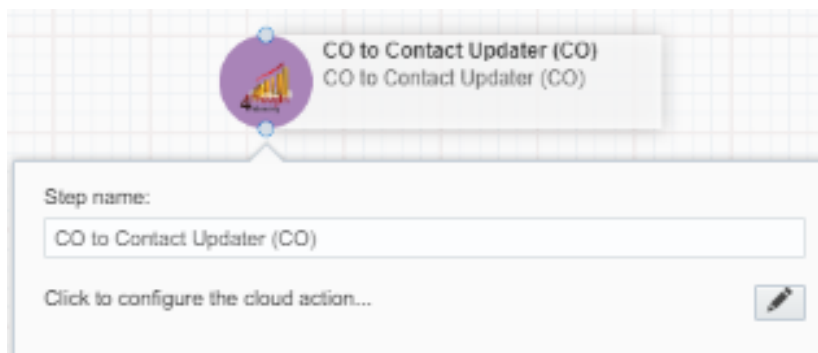 CO to Contact Updater (CO)
CO to Contact Updater (CO)
Step name:
CO to Contact Updater (CO)
Click to configure the cloud action...